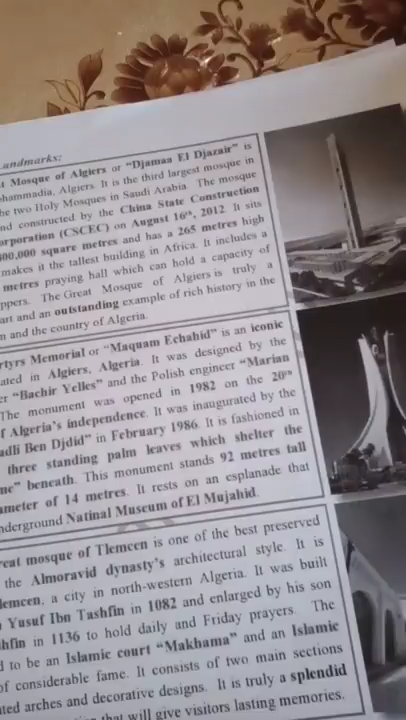 andmarks:
t Mosque of Algiers or "Djamaa El Djazair" is
ohammadia, Algiers. It is the third largest mosque in
he two Holy Mosques in Saudi Arabia. The mosque
nd constructed by the China State Construction
orporation (CSCEC) on August 16th, 2012. It sits
00,000 square metres and has a 265 metres high
makes it the tallest building in Africa. It includes a
metres praying hall which can hold a capacity of
ppers. The Great Mosque of Algiers is truly a
art and an outstanding example of rich history in the
n and the country of Algeria.
rtyrs Memorial or "Maquam Echahid" is an iconic
ated in Algiers, Algeria. It was designed by the
er "Bachir Yelles" and the Polish engineer "Marian
The monument was opened in 1982 on the 20th
f Algeria's independence. It was inaugurated by the
adli Ben Djdid" in February 1986. It is fashioned in
three standing palm leaves which shelter the
me" beneath. This monument stands 92 metres tall
ameter of 14 metres. It rests on an esplanade that
nderground Natinal Museum of El Mujahid.
reat mosque of Tlemcen is one of the best preserved
the Almoravid dynasty's architectural style. It is
lemcen, a city in north-western Algeria. It was built
Yusuf Ibn Tashfin in 1082 and enlarged by his son
hfin in 1136 to hold daily and Friday prayers. The
d to be an Islamic court "Makhama" and an Islamic
of considerable fame. It consists of two main sections
ted arches and decorative designs. It is truly a splendid
that will give visitors lasting memories.